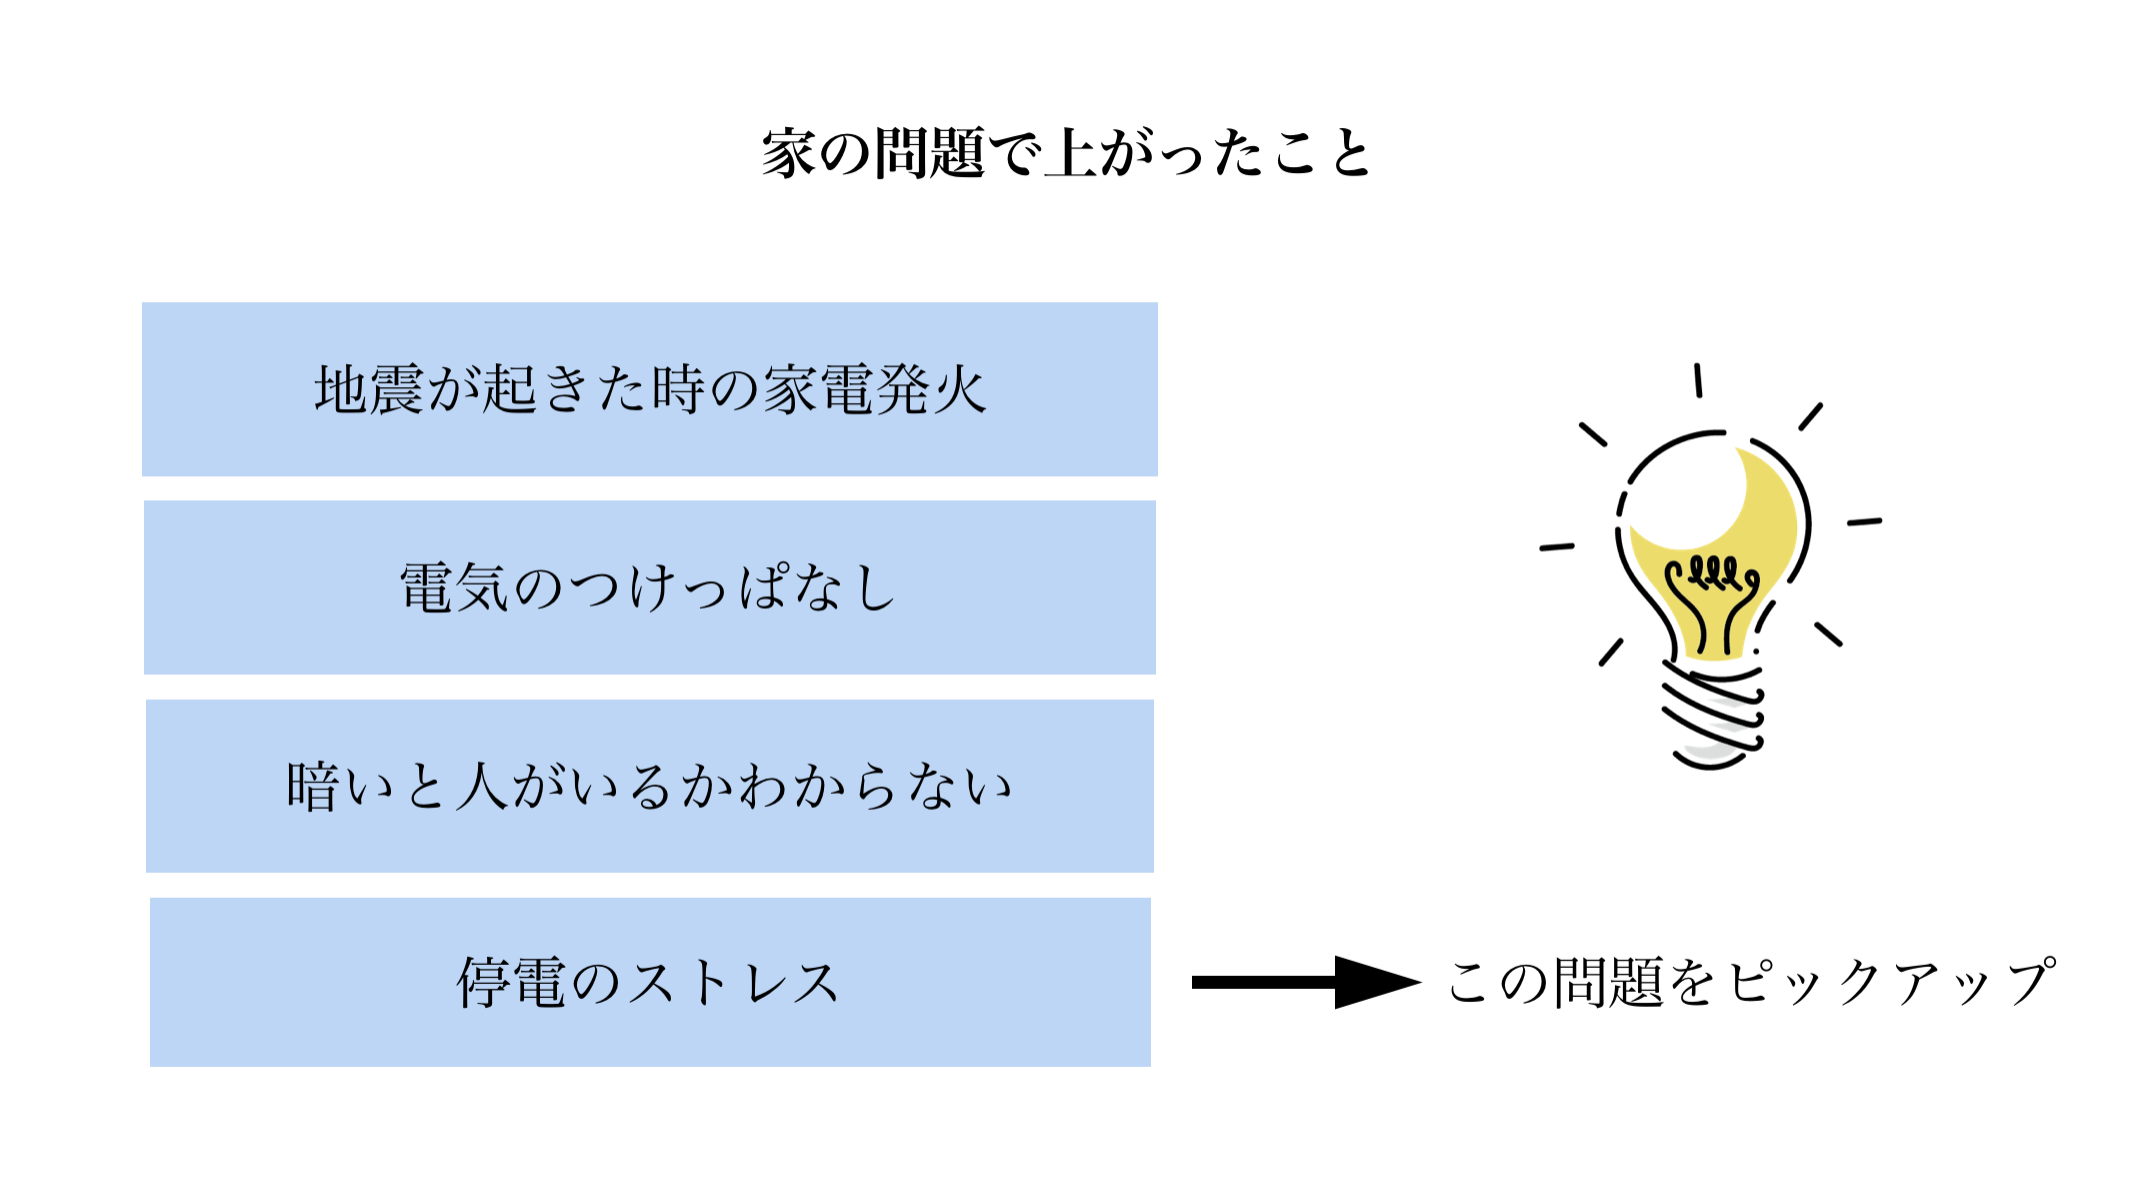 家の問題で上がったこと
地震が起きた時の家電発火
電気のつけっぱなし
暗いと人がいるかわからない
停電のストレス
この問題をピックアップ